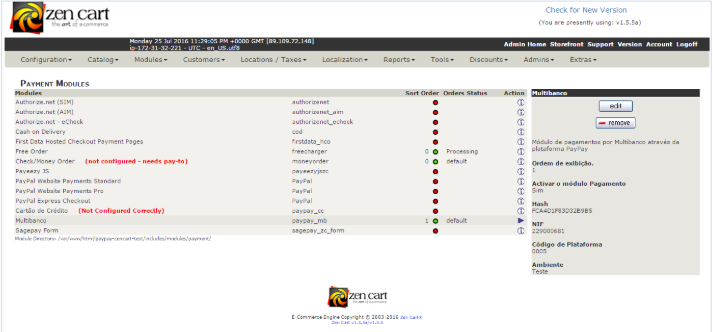 zen cart
the art of e-commerce
Check for New Version
(You are presently using: v1.5.5a)
Monday 25 Jul 2016 11:29:05 PM +0000 GMT [89.109.72.148]
ip-172-31-32-221 - UTC - en_US.utf8
Admin Home Storefront Support Version Account Logoff
Configuration Catalog Modules Customers Locations / Taxes Localization Reports Tools Discounts Admins Extras
Payment Modules
Modules Sort Order Orders Status Action
Authorize.net (SIM) authorizenet
Authorize.net (AIM) authorizenet_aim
Authorize.net - eCheck authorizenet_echeck
Cash on Delivery cod
First Data Hosted Checkout Payment Pages firstdata_hco
Free Order freecharger 0 Processing
Check/Money Order (not configured - needs pay-to) moneyorder 0 default
Payeezy JS payeezyjszc
PayPal Website Payments Standard PayPal
PayPal Website Payments Pro PayPal
PayPal Express Checkout PayPal
Cartão de Crédito (Not Configured Correctly) paypay_cc
Multibanco paypay_mb 1 default
Sagepay Form sagepay_zc_form
Module Directory: /var/www/html/paypay-zencart-test/includes/modules/payment/
Multibanco
edit
remove
Módulo de pagamentos por Multibanco através da
plataforma PayPay
Ordem de exibição.
1
Activar o módulo Pagamento
Sim
Hash
FCA4D1F83D32B9B5
NIF
229000681
Código de Plataforma
0005
Ambiente
Teste
zen cart
the art of e-commerce
E-Commerce Engine Copyright © 2003-2016 Zen Cart®
Zen Cart v1.5.5a/v1.5.5